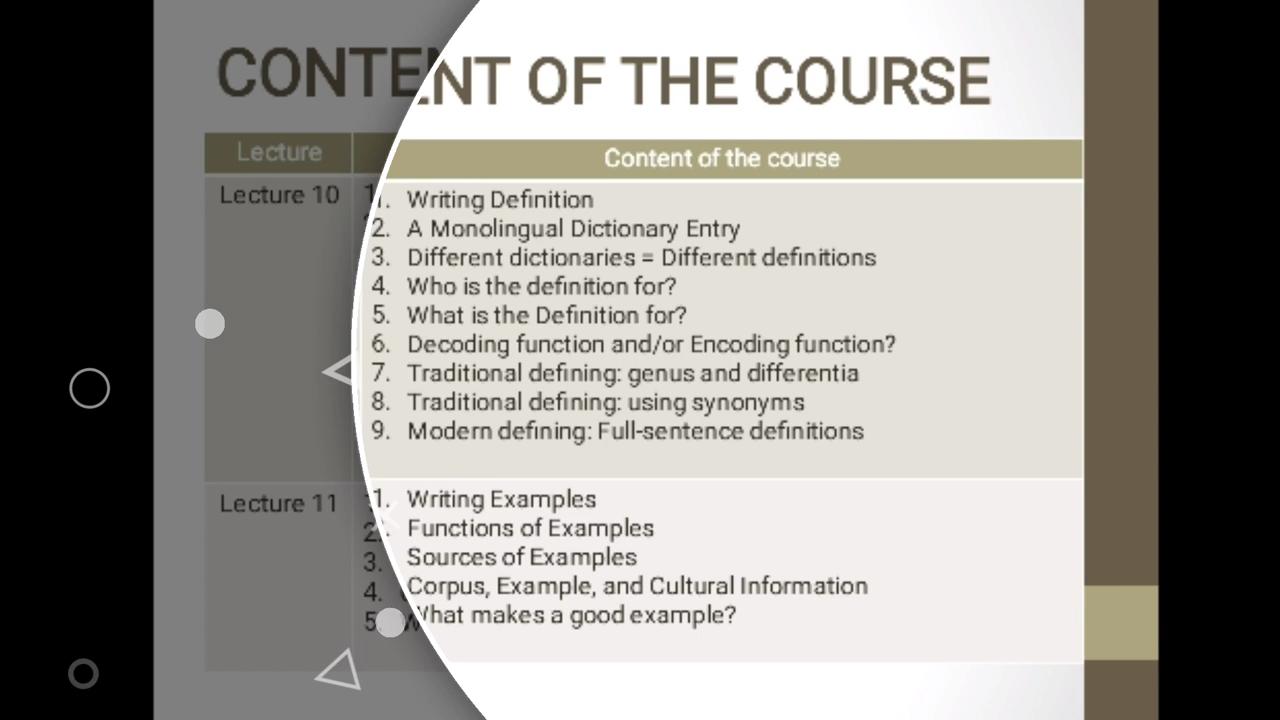 CONTENT OF THE COURSE
Lecture
Content of the course
Lecture 10
1. Writing Definition
2. A Monolingual Dictionary Entry
3. Different dictionaries = Different definitions
4. Who is the definition for?
5. What is the Definition for?
6. Decoding function and/or Encoding function?
7. Traditional defining: genus and differentia
8. Traditional defining: using synonyms
9. Modern defining: Full-sentence definitions
Lecture 11
1. Writing Examples
2. Functions of Examples
3. Sources of Examples
4. Corpus, Example, and Cultural Information
5. What makes a good example?